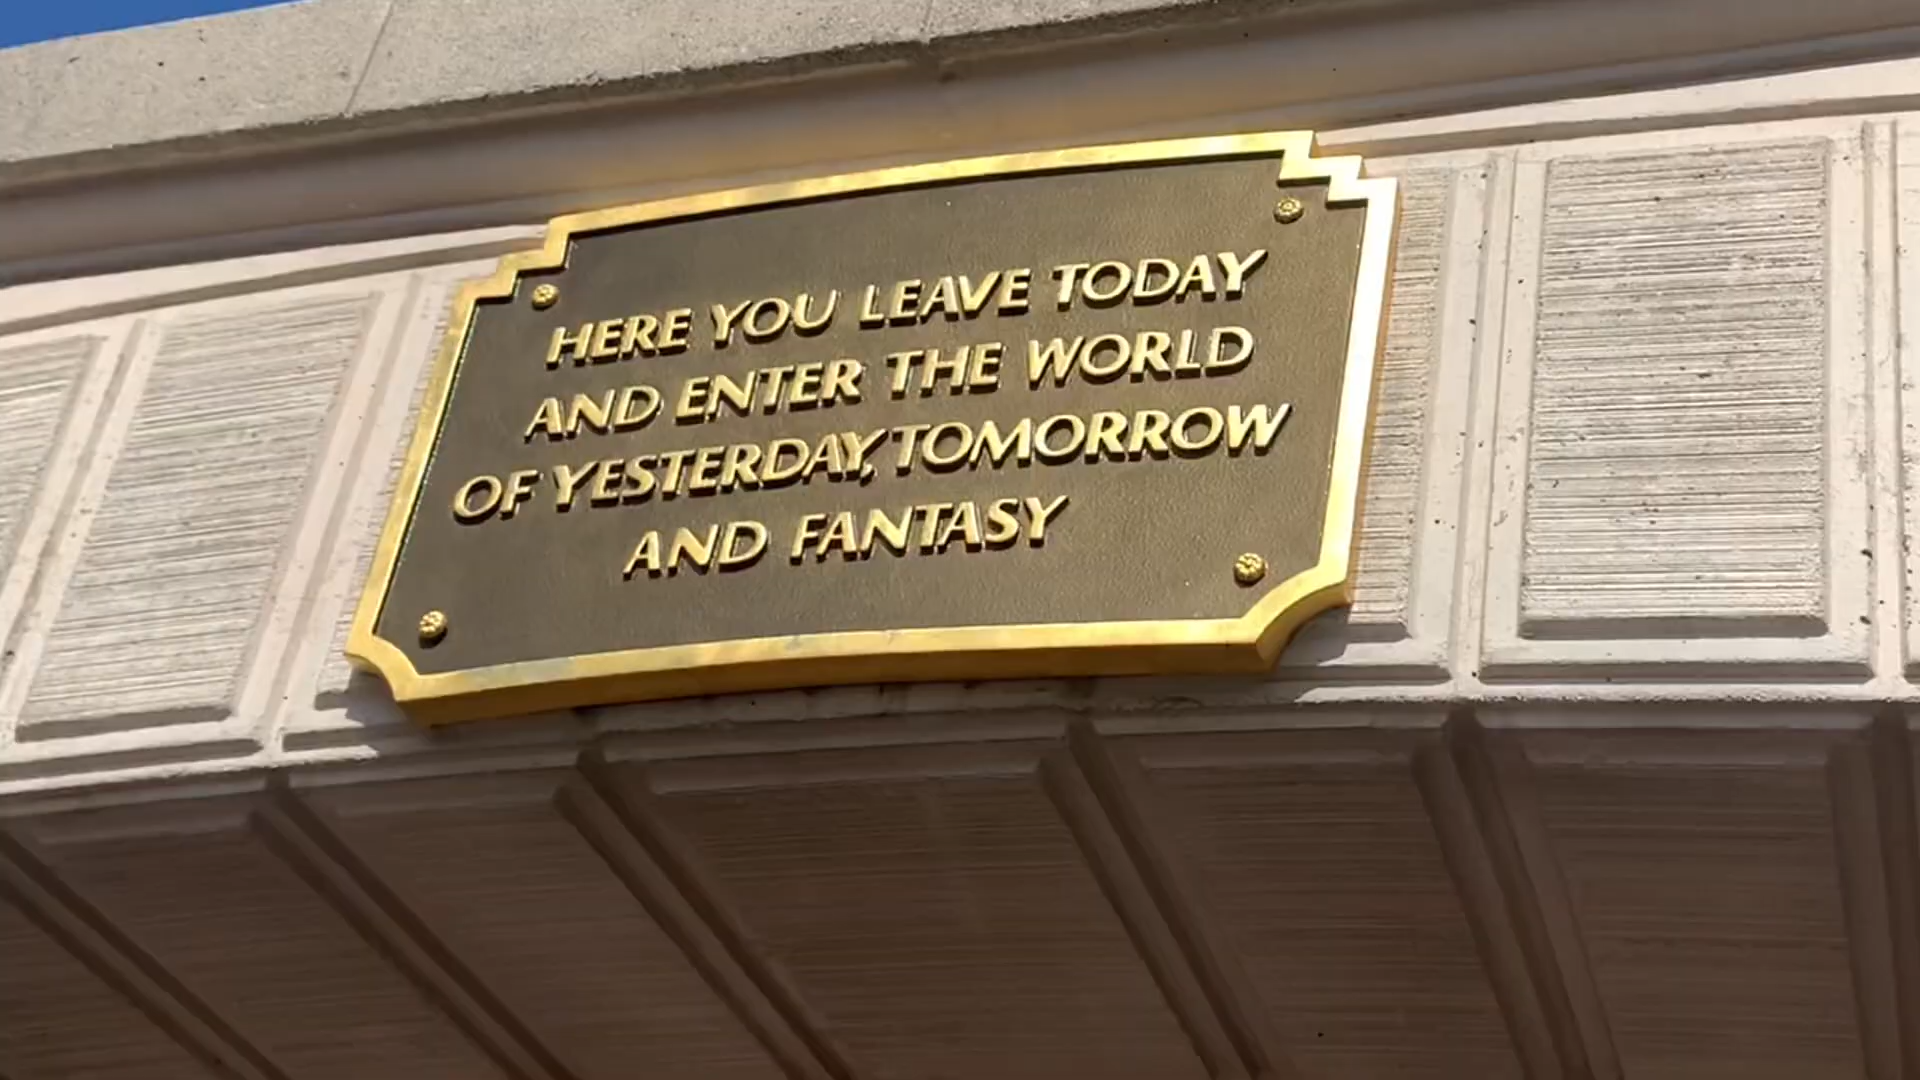 HERE YOU LEAVE TODAY
AND ENTER THE WORLD
OF YESTERDAY, TOMORROW
AND FANTASY